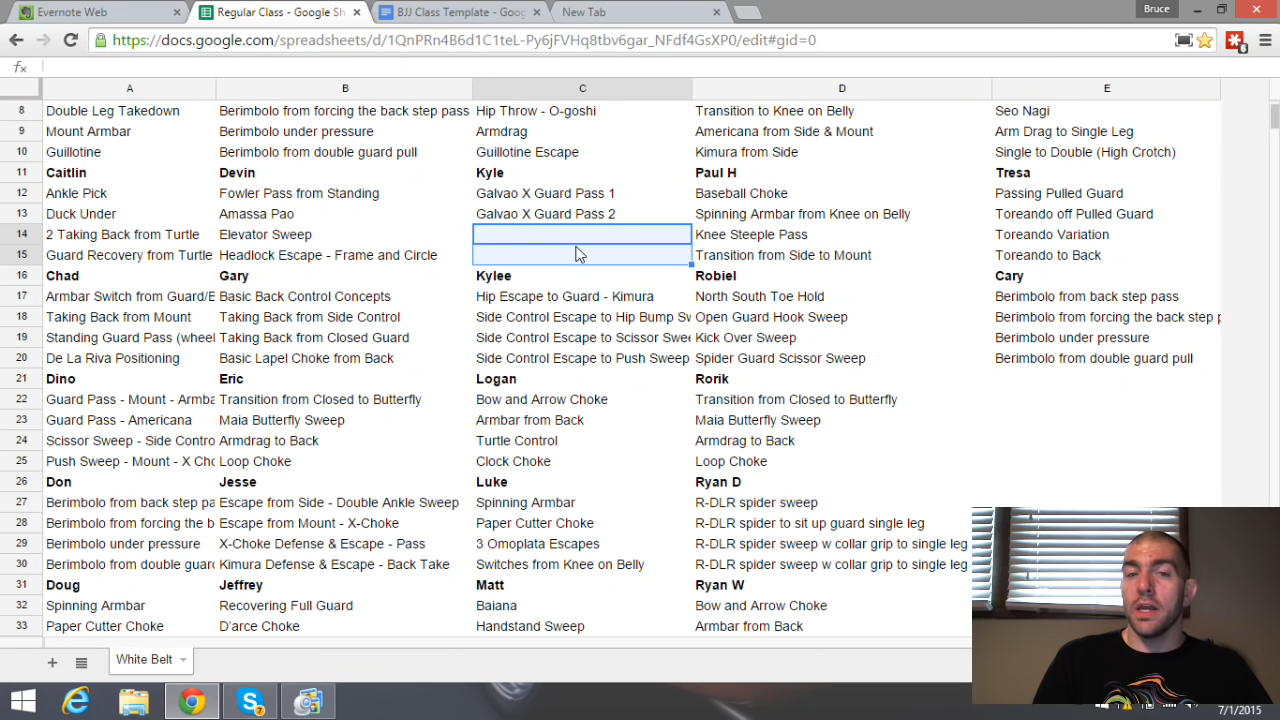 Evernote Web
Regular Class - Google Sh
BJJ Class Template - Goog
New Tab
Bruce
https://docs.google.com/spreadsheets/d/1QnPRn4B6d1C1teL-Py6jFVHq8tbv6gar_NFdf4GsXP0/edit#gid=0
fx
A B C D E
8 Double Leg Takedown Berimbolo from forcing the back step pass Hip Throw - O-goshi Transition to Knee on Belly Seo Nagi
9 Mount Armbar Berimbolo under pressure Armdrag Americana from Side & Mount Arm Drag to Single Leg
10 Guillotine Berimbolo from double guard pull Guillotine Escape Kimura from Side Single to Double (High Crotch)
11 Caitlin Devin Kyle Paul H Tresa
12 Ankle Pick Fowler Pass from Standing Galvao X Guard Pass 1 Baseball Choke Passing Pulled Guard
13 Duck Under Amassa Pao Galvao X Guard Pass 2 Spinning Armbar from Knee on Belly Toreando off Pulled Guard
14 2 Taking Back from Turtle Elevator Sweep Knee Steeple Pass Toreando Variation
15 Guard Recovery from Turtle Headlock Escape - Frame and Circle Transition from Side to Mount Toreando to Back
16 Chad Gary Kylee Robiel Cary
17 Armbar Switch from Guard/E Basic Back Control Concepts Hip Escape to Guard - Kimura North South Toe Hold Berimbolo from back step pass
18 Taking Back from Mount Taking Back from Side Control Side Control Escape to Hip Bump Sw Open Guard Hook Sweep Berimbolo from forcing the back step p
19 Standing Guard Pass (wheel Taking Back from Closed Guard Side Control Escape to Scissor Swee Kick Over Sweep Berimbolo under pressure
20 De La Riva Positioning Basic Lapel Choke from Back Side Control Escape to Push Sweep Spider Guard Scissor Sweep Berimbolo from double guard pull
21 Dino Eric Logan Rorik
22 Guard Pass - Mount - Armba Transition from Closed to Butterfly Bow and Arrow Choke Transition from Closed to Butterfly
23 Guard Pass - Americana Maia Butterfly Sweep Armbar from Back Maia Butterfly Sweep
24 Scissor Sweep - Side Contro Armdrag to Back Turtle Control Armdrag to Back
25 Push Sweep - Mount - X Cho Loop Choke Clock Choke Loop Choke
26 Don Jesse Luke Ryan D
27 Berimbolo from back step pa Escape from Side - Double Ankle Sweep Spinning Armbar R-DLR spider sweep
28 Berimbolo from forcing the b Escape from Mount - X-Choke Paper Cutter Choke R-DLR spider to sit up guard single leg
29 Berimbolo under pressure X-Choke Defense & Escape - Pass 3 Omoplata Escapes R-DLR spider sweep w collar grip to single leg
30 Berimbolo from double guard Kimura Defense & Escape - Back Take Switches from Knee on Belly R-DLR spider sweep w collar grip to single leg
31 Doug Jeffrey Matt Ryan W
32 Spinning Armbar Recovering Full Guard Baiana Bow and Arrow Choke
33 Paper Cutter Choke D'arce Choke Handstand Sweep Armbar from Back
White Belt
7/1/2015